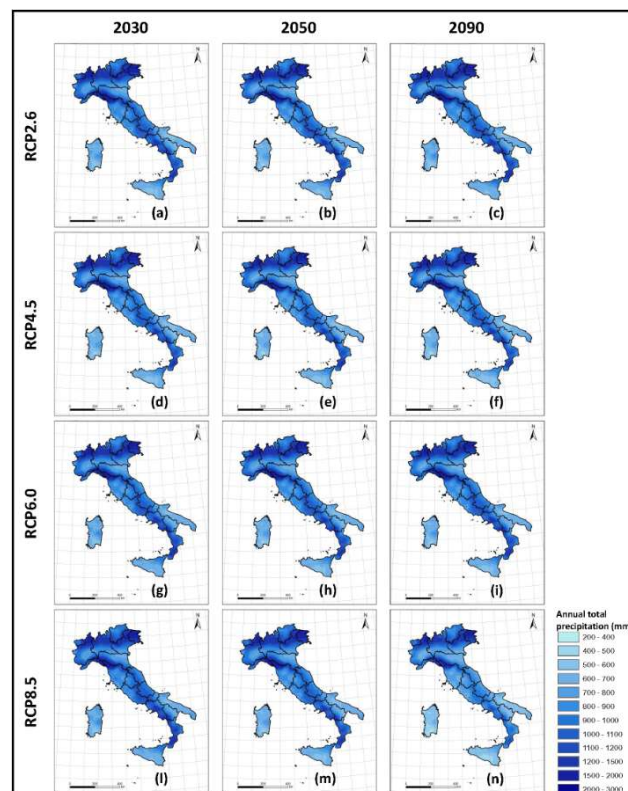 2030 2050 2090
RCP2.6
N N N
(a) (b) (c)
RCP4.5
N N N
(d) (e) (f)
RCP6.0
N N N
(g) (h) (i)
RCP8.5
N N N
(l) (m) (n)
Annual total
precipitation (mm
200 - 400
400 - 500
500 - 600
600 - 700
700 - 800
800 - 900
900 - 1000
1000 - 1100
1100 - 1200
1200 - 1500
1500 - 2000
2000 - 3000